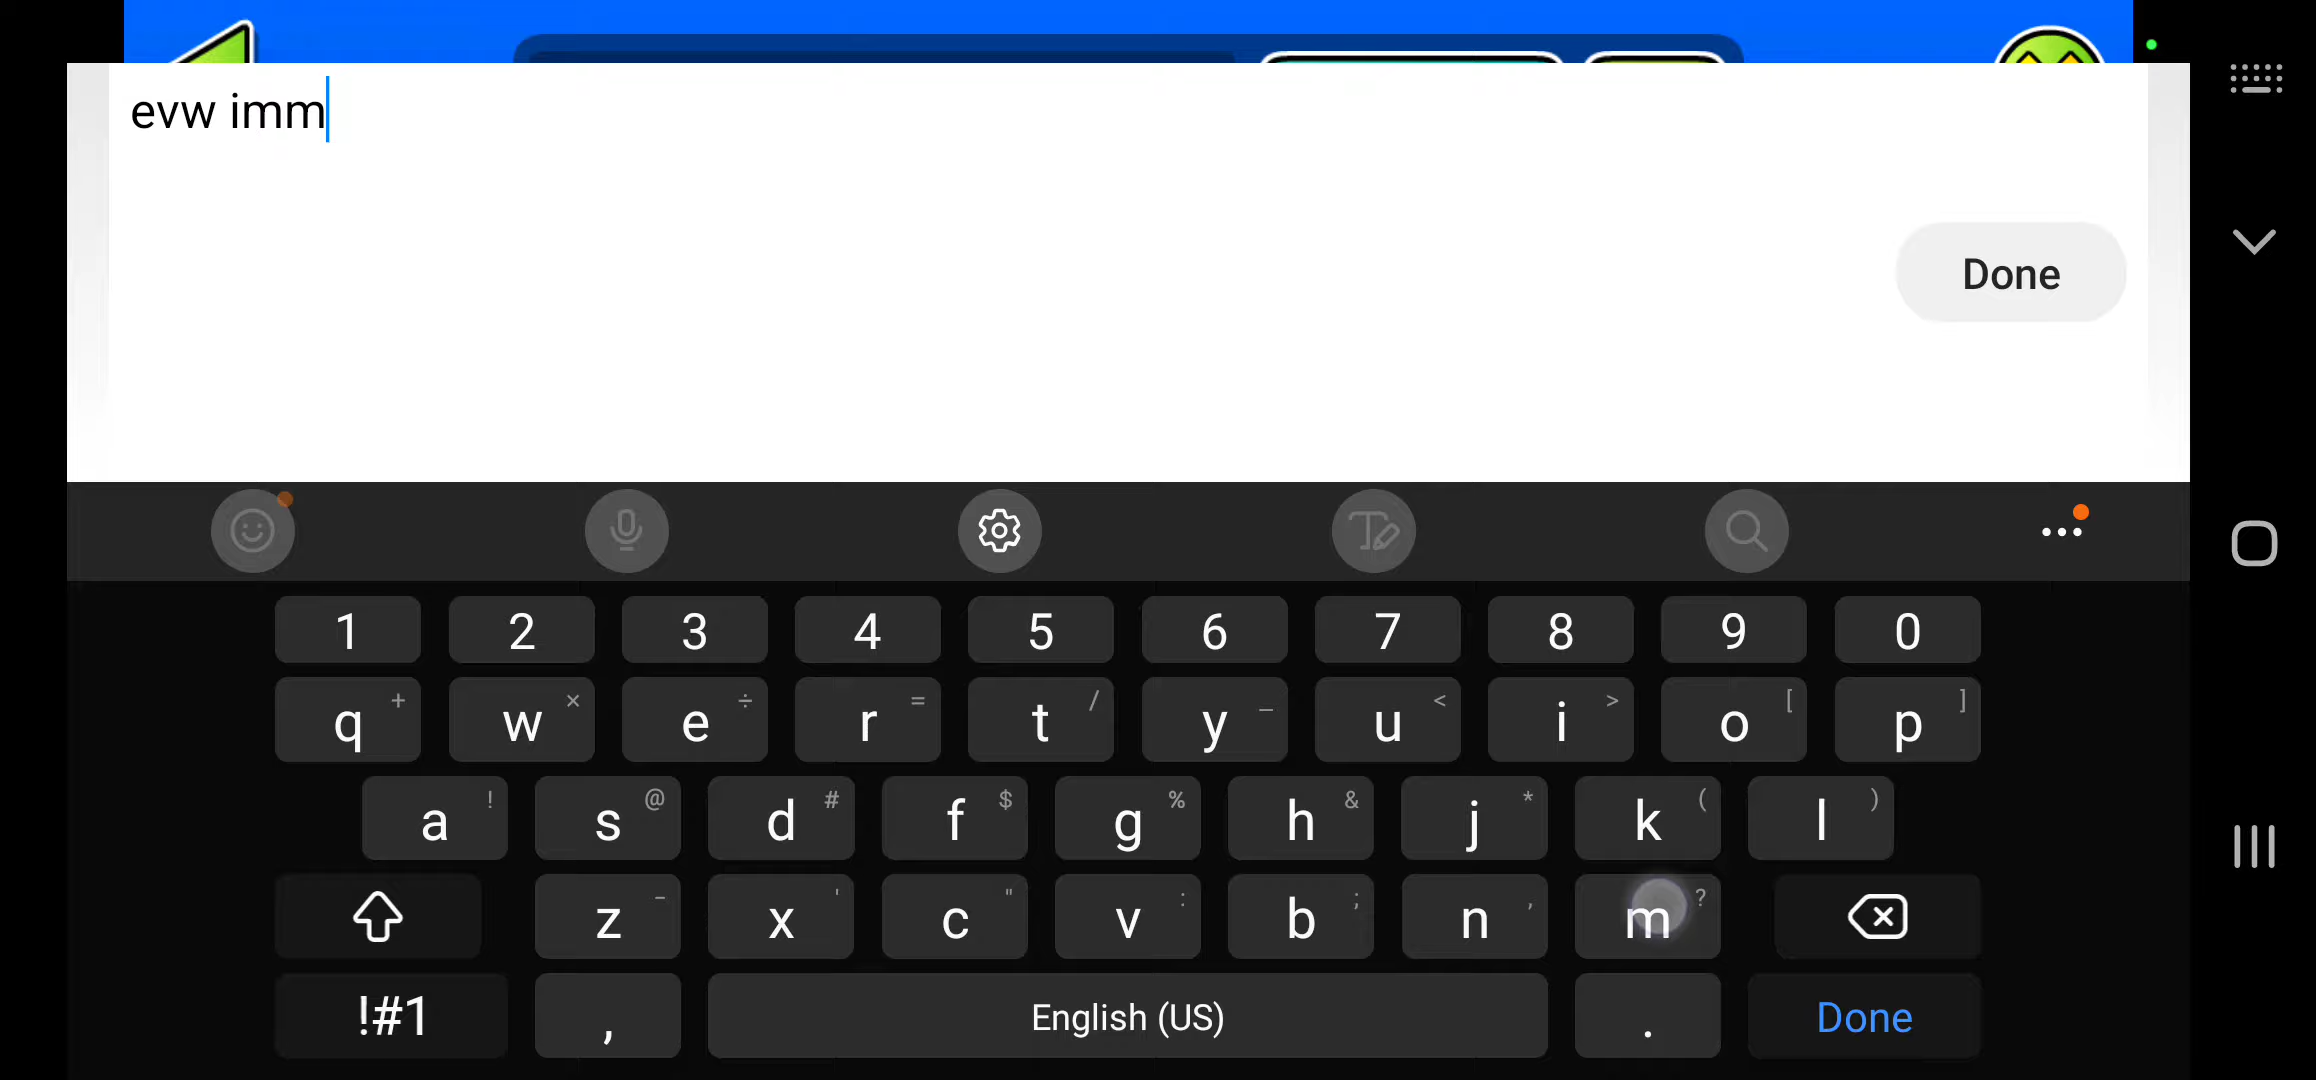 evw imm
Done
1 2 3 4 5 6 7 8 9 0
q + w × e ÷ r = t / y _ u < i > o [ p ]
a ! s @ d # f $ g % h & j * k ( l )
z - x ' c " v : b ; n , m ?
!#1 , English (US) . Done